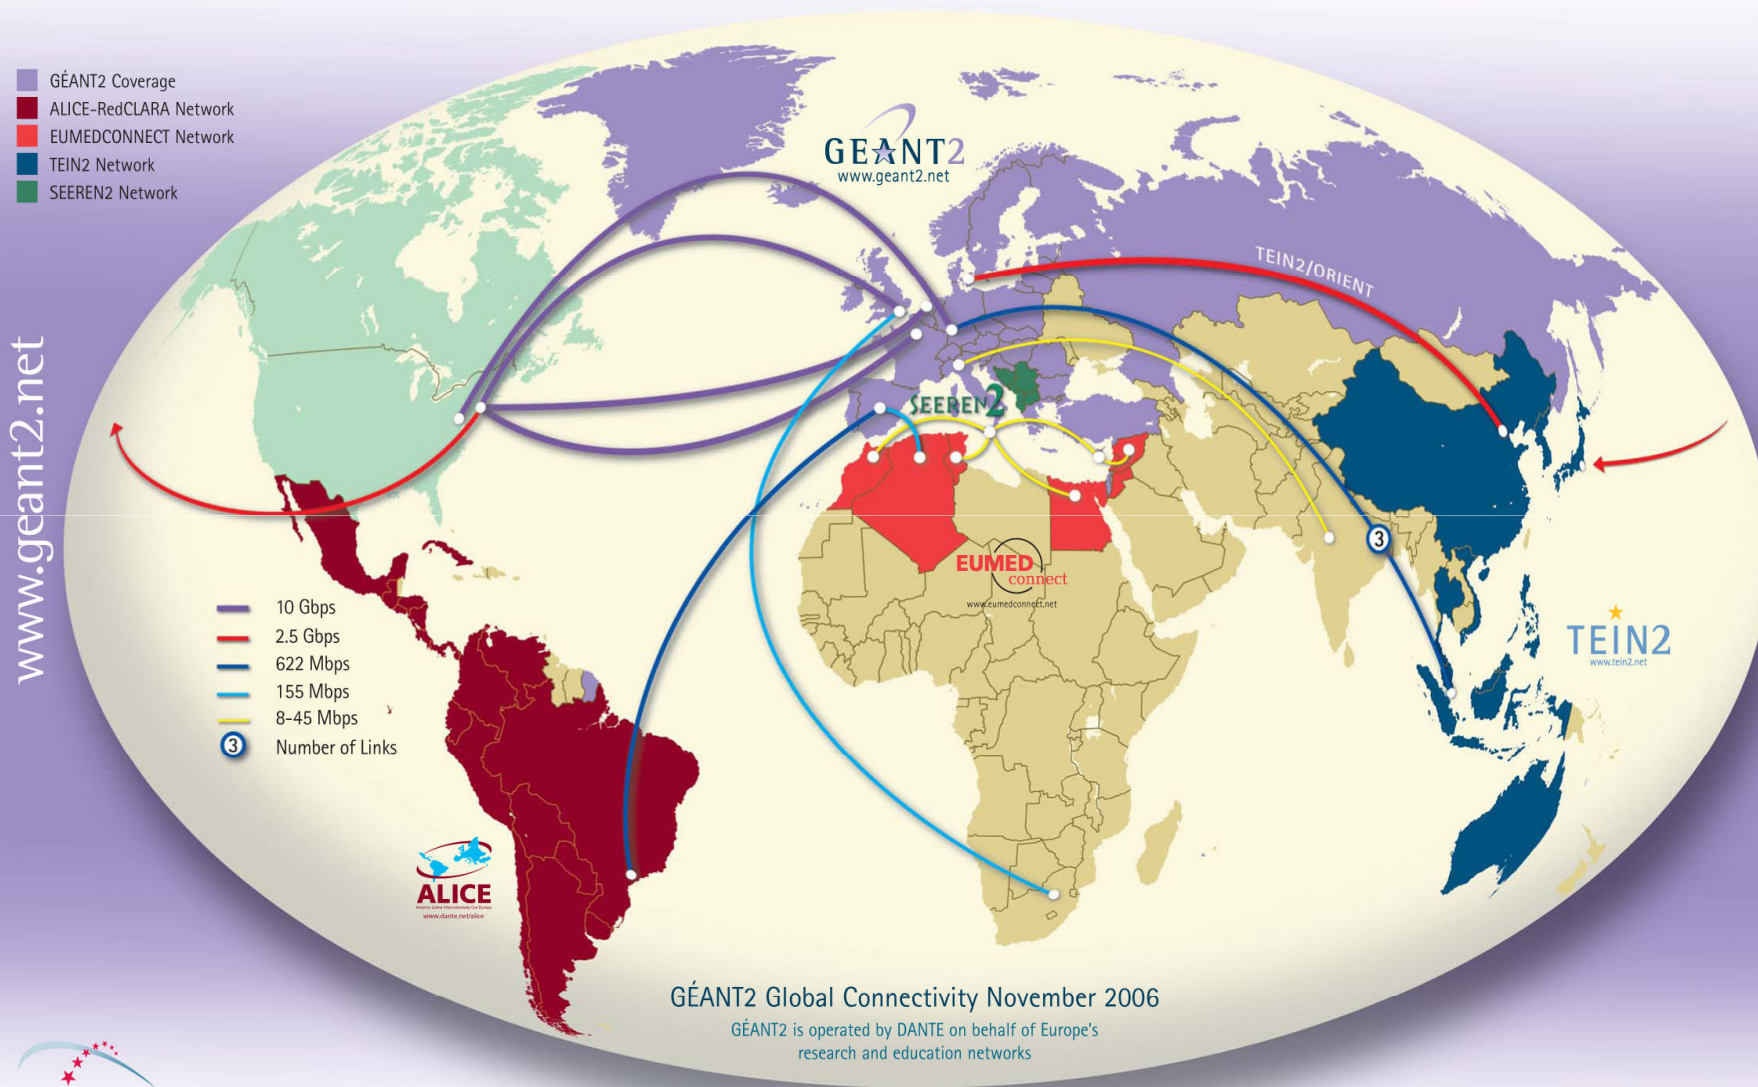 GÉANT2 Coverage
ALICE-RedCLARA Network
EUMEDCONNECT Network
TEIN2 Network
SEEREN2 Network
www.geant2.net
GEANT2
www.geant2.net
TEIN2/ORIENT
SEEREN2
3
EUMED
connect
www.eumedconnect.net
TEIN2
www.tein2.net
10 Gbps
2.5 Gbps
622 Mbps
155 Mbps
8-45 Mbps
3 Number of Links
ALICE
www.dante.net/alice
GÉANT2 Global Connectivity November 2006
GÉANT2 is operated by DANTE on behalf of Europe's
research and education networks